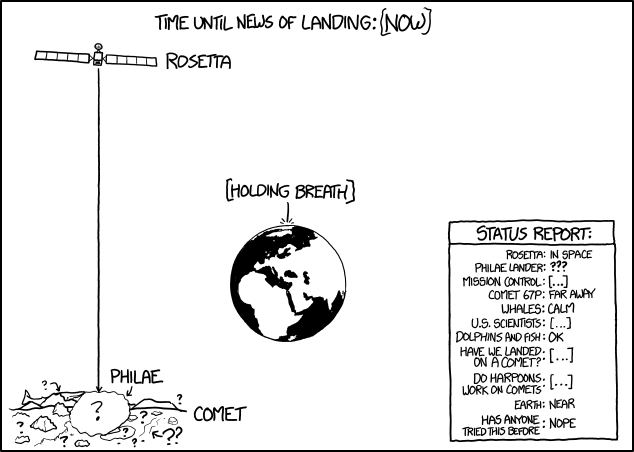 TIME UNTIL NEWS OF LANDING: [NOW]
ROSETTA
[HOLDING BREATH]
STATUS REPORT:
ROSETTA: IN SPACE
PHILAE LANDER: ???
MISSION CONTROL: [...]
COMET 67P: FAR AWAY
WHALES: CALM
U.S. SCIENTISTS: [...]
DOLPHINS AND FISH: OK
HAVE WE LANDED
ON A COMET?: [...]
DO HARPOONS
WORK ON COMETS: [...]
EARTH: NEAR
HAS ANYONE
TRIED THIS BEFORE: NOPE
PHILAE
COMET
?
?
?
?
?
?
?
?
?
??